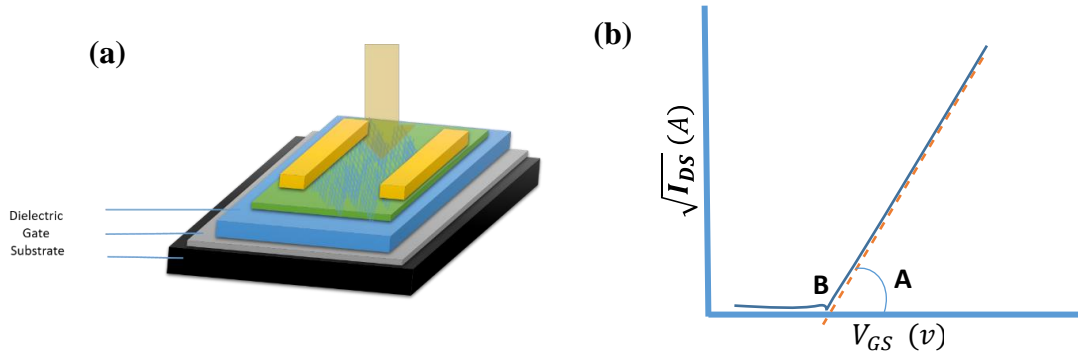 (a)
Dielectric
Gate
Substrate
(b)
√I_DS (A)
B
A
V_GS (v)